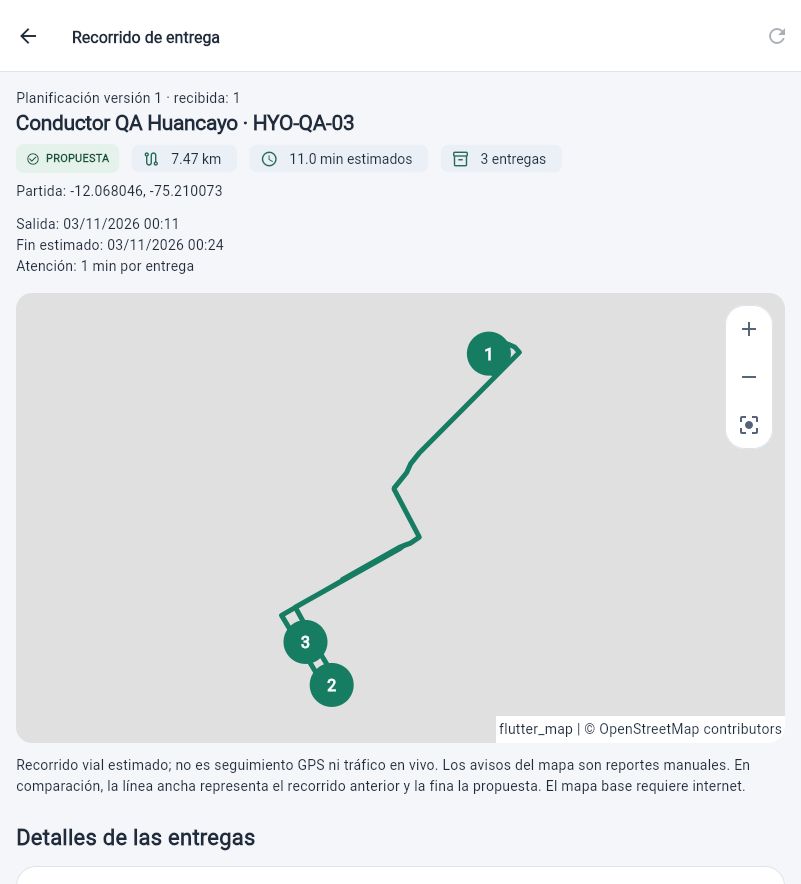 Recorrido de entrega
Planificación versión 1 · recibida: 1
Conductor QA Huancayo · HYO-QA-03
PROPUESTA
7.47 km
11.0 min estimados
3 entregas
Partida: -12.068046, -75.210073
Salida: 03/11/2026 00:11
Fin estimado: 03/11/2026 00:24
Atención: 1 min por entrega
1
3
2
flutter_map | © OpenStreetMap contributors
Recorrido vial estimado; no es seguimiento GPS ni tráfico en vivo. Los avisos del mapa son reportes manuales. En
comparación, la línea ancha representa el recorrido anterior y la fina la propuesta. El mapa base requiere internet.
Detalles de las entregas